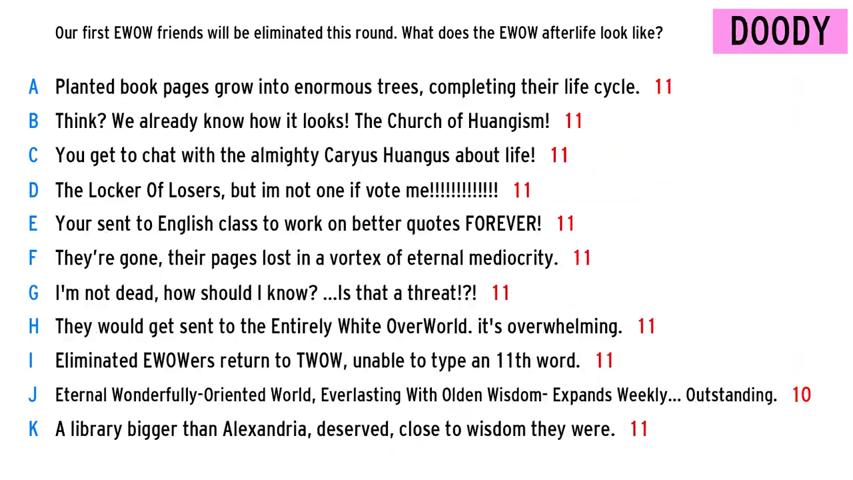 Our first EWOW friends will be eliminated this round. What does the EWOW afterlife look like?
DOODY
A Planted book pages grow into enormous trees, completing their life cycle. 11
B Think? We already know how it looks! The Church of Huangism! 11
C You get to chat with the almighty Caryus Huangus about life! 11
D The Locker Of Losers, but im not one if vote me!!!!!!!!!!!!! 11
E Your sent to English class to work on better quotes FOREVER! 11
F They're gone, their pages lost in a vortex of eternal mediocrity. 11
G I'm not dead, how should I know? ...Is that a threat!?! 11
H They would get sent to the Entirely White OverWorld. it's overwhelming. 11
I Eliminated EWOWers return to TWOW, unable to type an 11th word. 11
J Eternal Wonderfully-Oriented World, Everlasting With Olden Wisdom- Expands Weekly... Outstanding. 10
K A library bigger than Alexandria, deserved, close to wisdom they were. 11